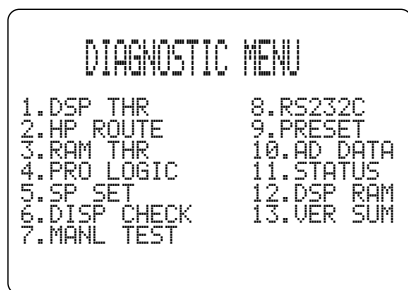 DIAGNOSTIC MENU
1.DSP THR
2.HP ROUTE
3.RAM THR
4.PRO LOGIC
5.SP SET
6.DISP CHECK
7.MANL TEST
8.RS232C
9.PRESET
10.AD DATA
11.STATUS
12.DSP RAM
13.VER SUM